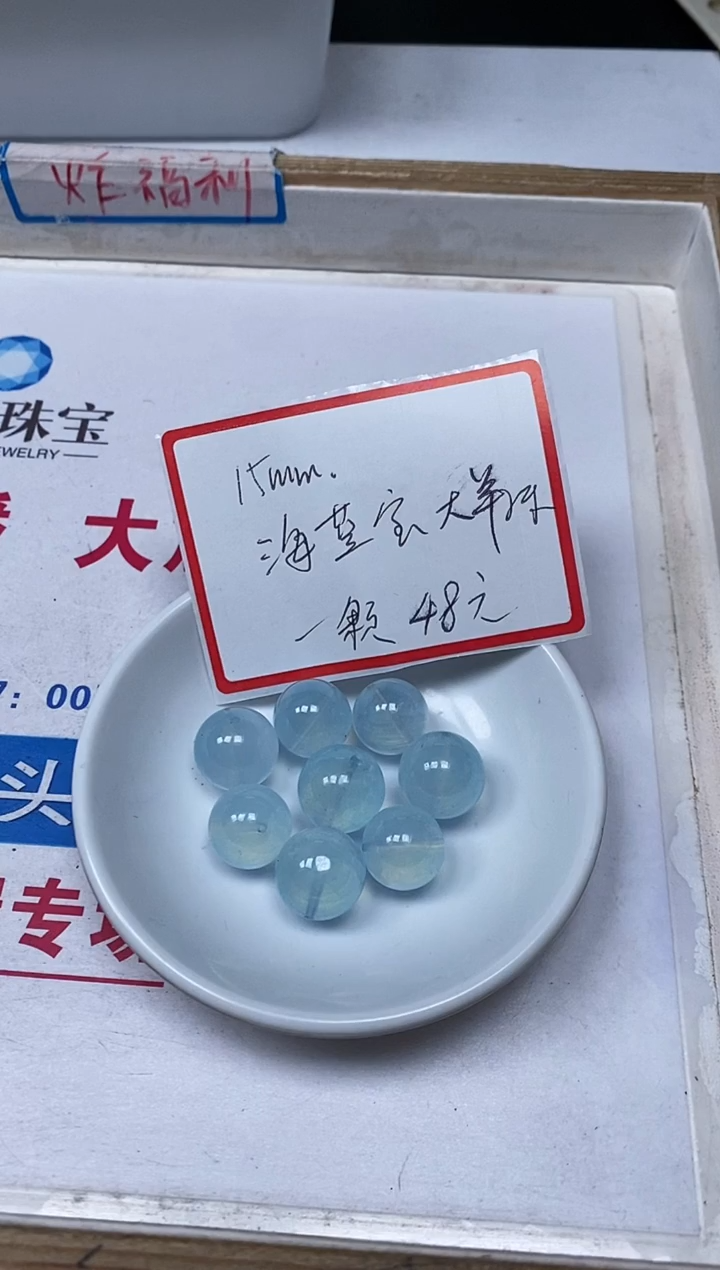 炸福利
珠宝
EWELRY
大
15mm.
海蓝宝大单珠
一颗 48元
7: 00
头
专场